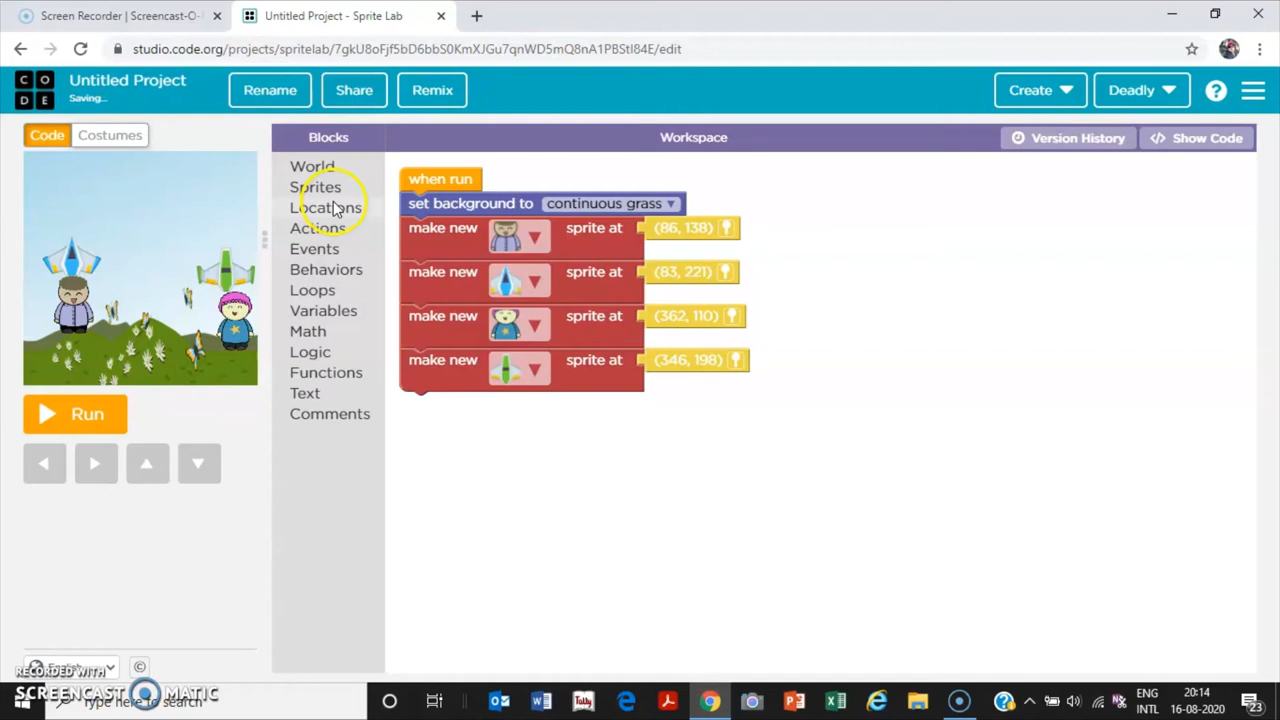 Screen Recorder | Screencast-O-
Untitled Project - Sprite Lab
studio.code.org/projects/spritelab/7gkU8oFjf5bD6bbS0KmXJGu7qnWD5mQ8nA1PBStI84E/edit
C O
D E
Untitled Project
Saving...
Rename
Share
Remix
Create
Deadly
?
Code
Costumes
Blocks
Workspace
Version History
</> Show Code
World
Sprites
Locations
Actions
Events
Behaviors
Loops
Variables
Math
Logic
Functions
Text
Comments
when run
set background to continuous grass
make new sprite at (86, 138)
make new sprite at (83, 221)
make new sprite at (362, 110)
make new sprite at (346, 198)
Run
English
©
RECORDED WITH
SCREENCAST MATIC
Type here to search
ENG
INTL
20:14
16-08-2020
23